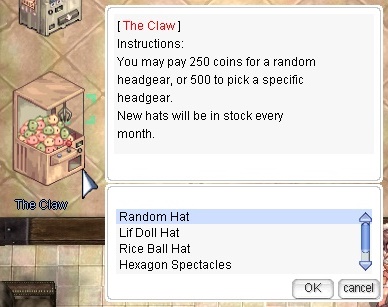 [ The Claw ]
Instructions:
You may pay 250 coins for a random
headgear, or 500 to pick a specific
headgear.
New hats will be in stock every
month.
The Claw
Random Hat
Lif Doll Hat
Rice Ball Hat
Hexagon Spectacles
OK cancel